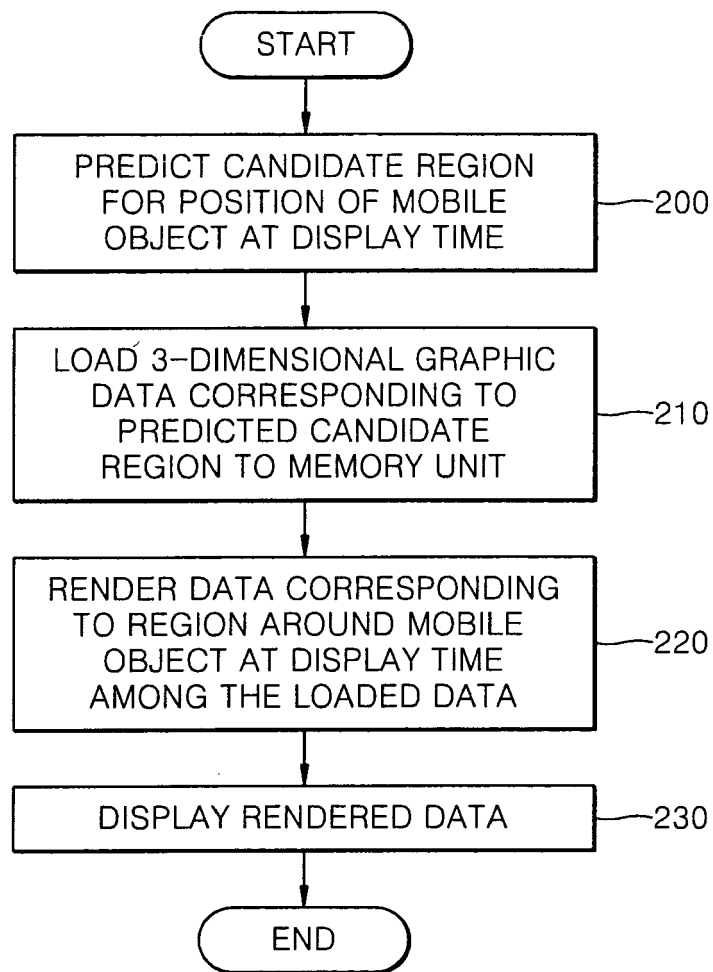 START
PREDICT CANDIDATE REGION
FOR POSITION OF MOBILE
OBJECT AT DISPLAY TIME
200
LOAD 3-DIMENSIONAL GRAPHIC
DATA CORRESPONDING TO
PREDICTED CANDIDATE
REGION TO MEMORY UNIT
210
RENDER DATA CORRESPONDING
TO REGION AROUND MOBILE
OBJECT AT DISPLAY TIME
AMONG THE LOADED DATA
220
DISPLAY RENDERED DATA
230
END